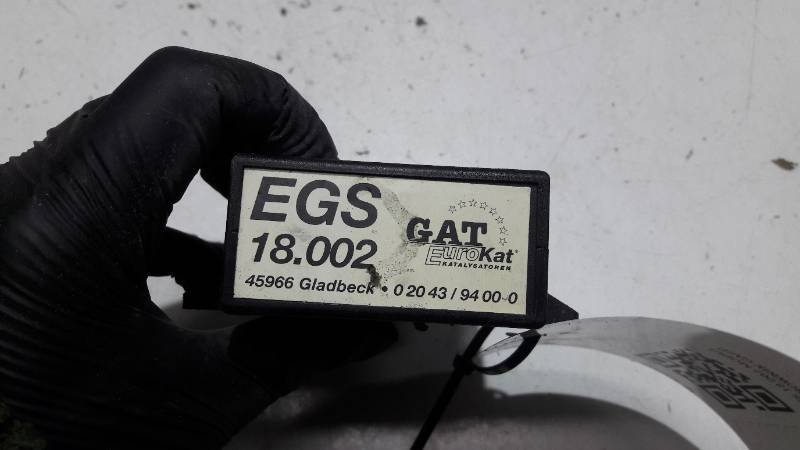 EGS
18.002
GAT
EuroKat
KATALYSATOREN
45966 Gladbeck • 0 20 43 / 94 00-0